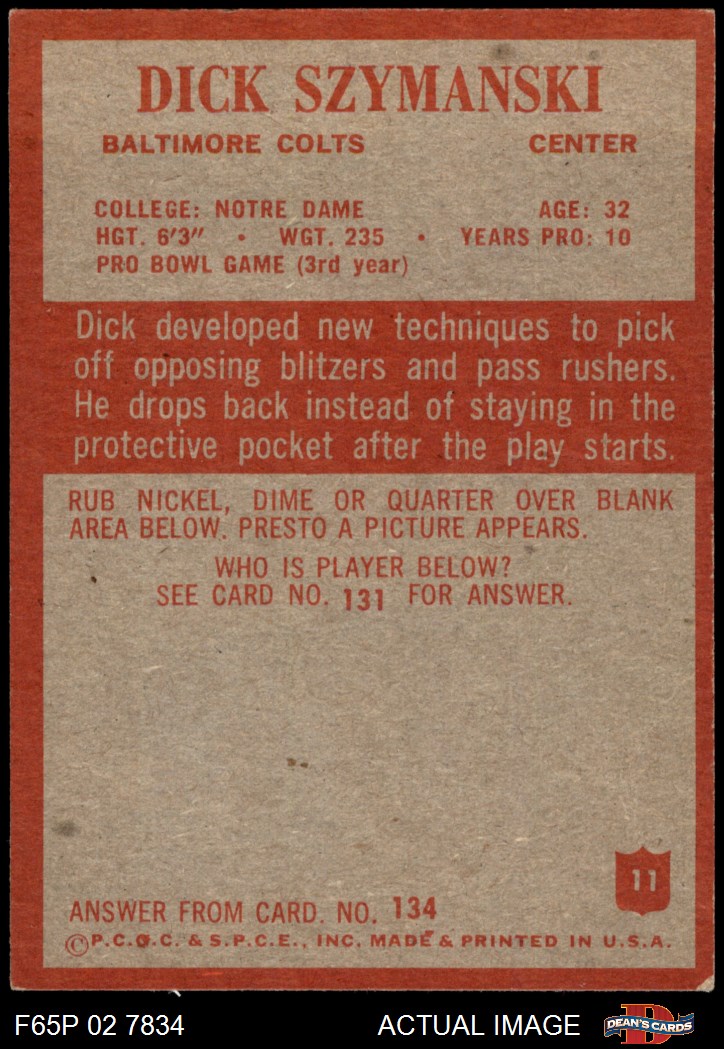 DICK SZYMANSKI
BALTIMORE COLTS CENTER
COLLEGE: NOTRE DAME AGE: 32
HGT. 6'3" • WGT. 235 • YEARS PRO: 10
PRO BOWL GAME (3rd year)
Dick developed new techniques to pick
off opposing blitzers and pass rushers.
He drops back instead of staying in the
protective pocket after the play starts.
RUB NICKEL, DIME OR QUARTER OVER BLANK
AREA BELOW. PRESTO A PICTURE APPEARS.
WHO IS PLAYER BELOW?
SEE CARD NO. 131 FOR ANSWER.
11
ANSWER FROM CARD. NO. 134
©P.C.G.C. & S.P.C.E., INC. MADE & PRINTED IN U.S.A.
F65P 02 7834 ACTUAL IMAGE D DEAN'S CARDS